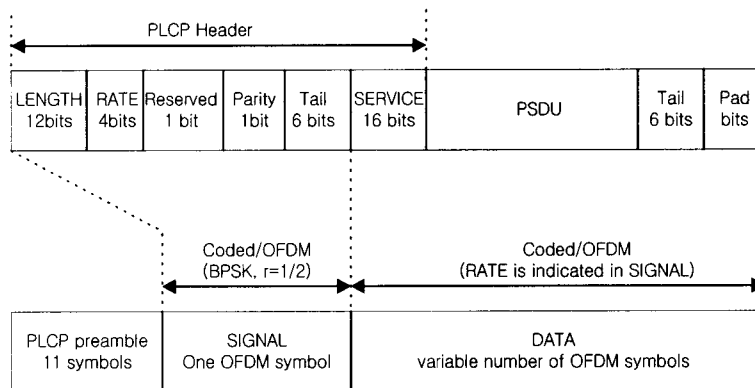 PLCP Header
LENGTH RATE Reserved Parity Tail SERVICE PSDU Tail Pad
12bits 4bits 1 bit 1bit 6 bits 16 bits 6 bits bits
Coded/OFDM
(BPSK, r=1/2)
Coded/OFDM
(RATE is indicated in SIGNAL)
PLCP preamble
11 symbols
SIGNAL
One OFDM symbol
DATA
variable number of OFDM symbols